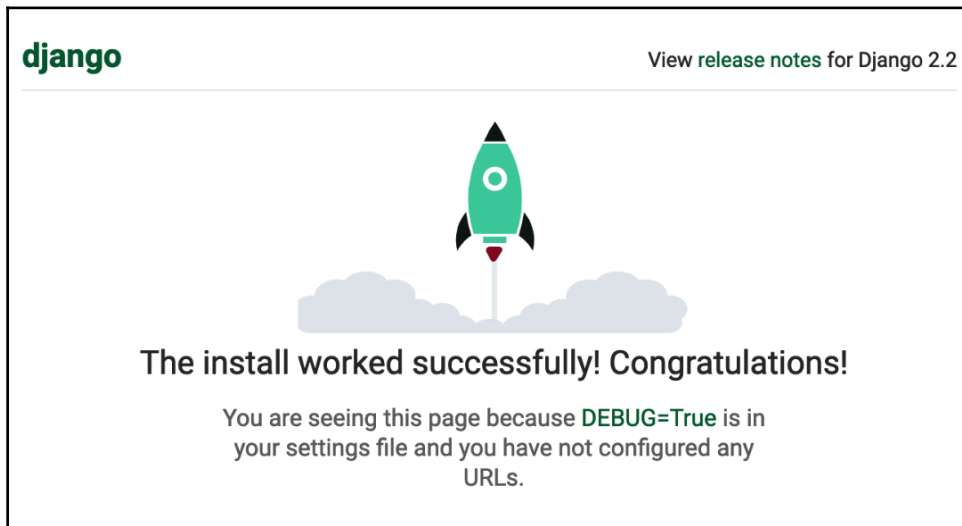 django
View release notes for Django 2.2
The install worked successfully! Congratulations!
You are seeing this page because DEBUG=True is in
your settings file and you have not configured any
URLs.